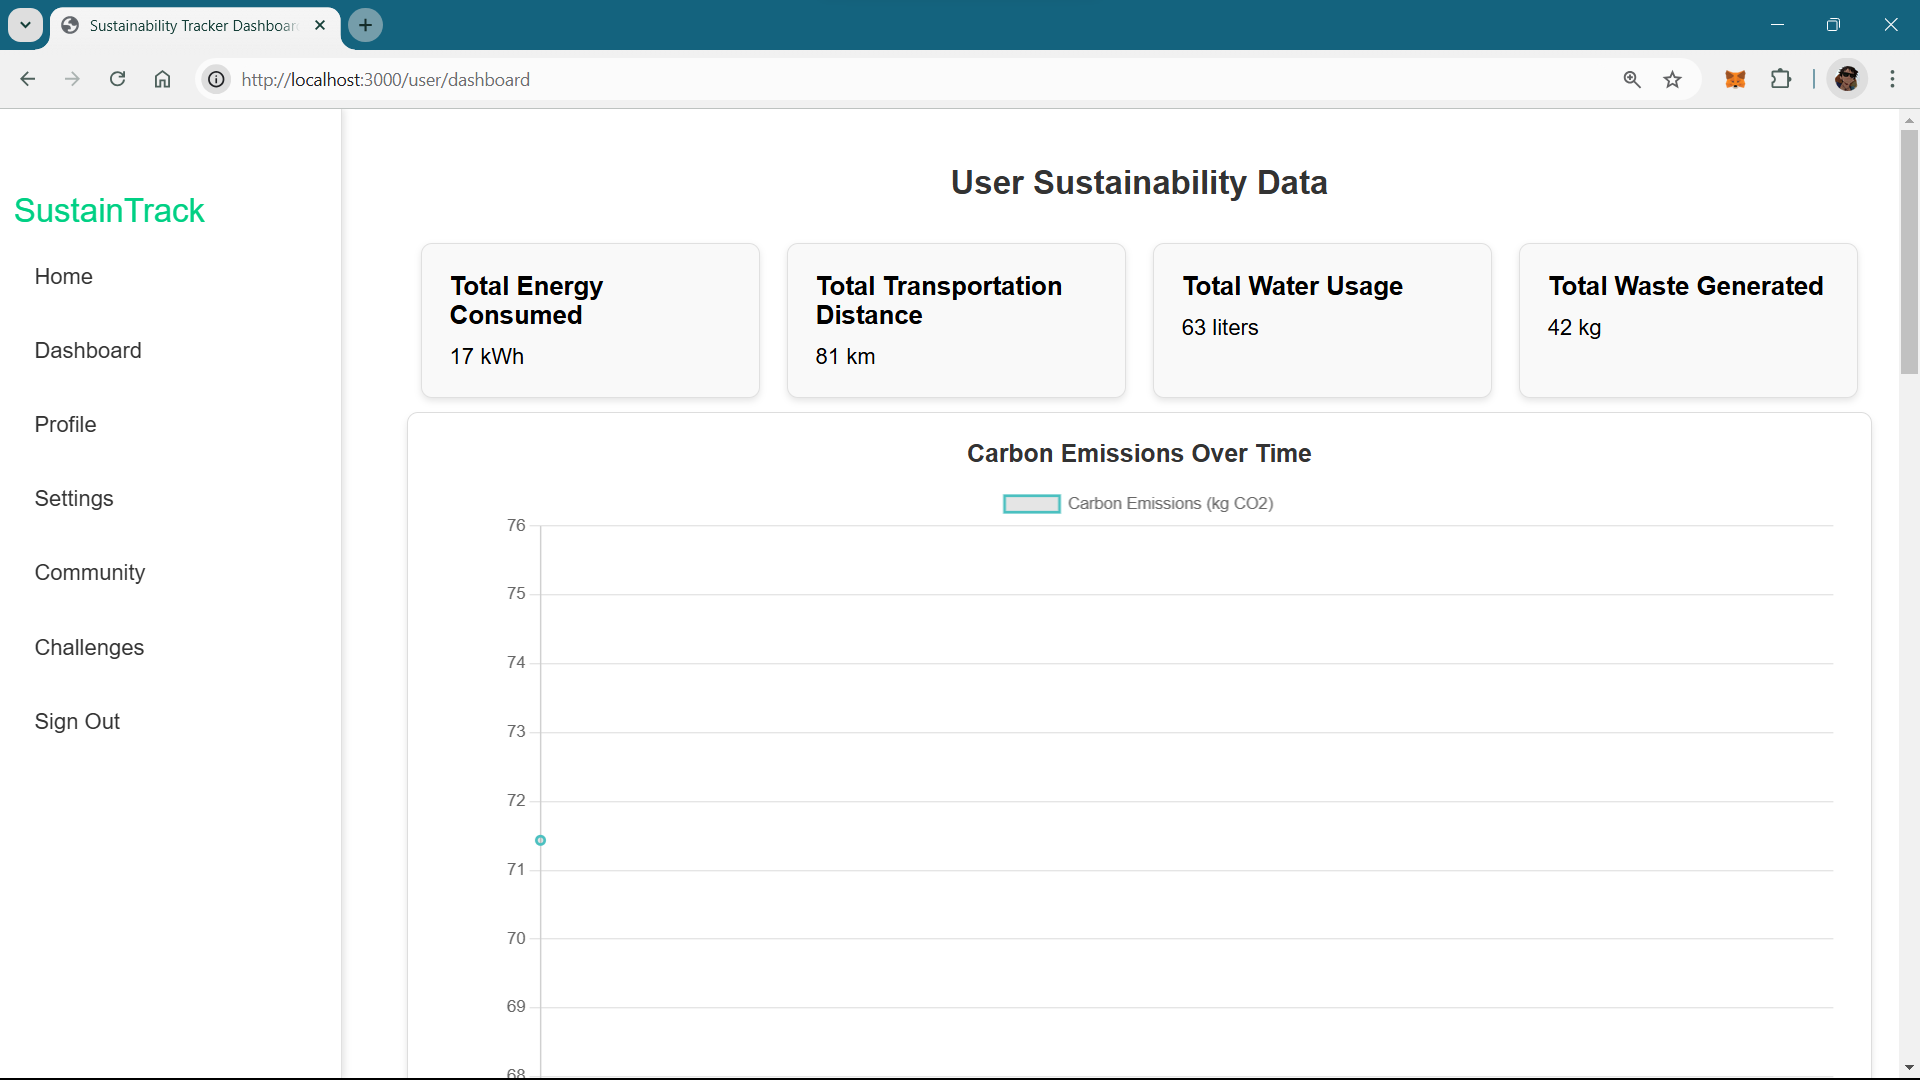 Sustainability Tracker Dashboar
http://localhost:3000/user/dashboard
SustainTrack
Home
Dashboard
Profile
Settings
Community
Challenges
Sign Out
User Sustainability Data
Total Energy
Consumed
17 kWh
Total Transportation
Distance
81 km
Total Water Usage
63 liters
Total Waste Generated
42 kg
Carbon Emissions Over Time
Carbon Emissions (kg CO2)
76
75
74
73
72
71
70
69
68